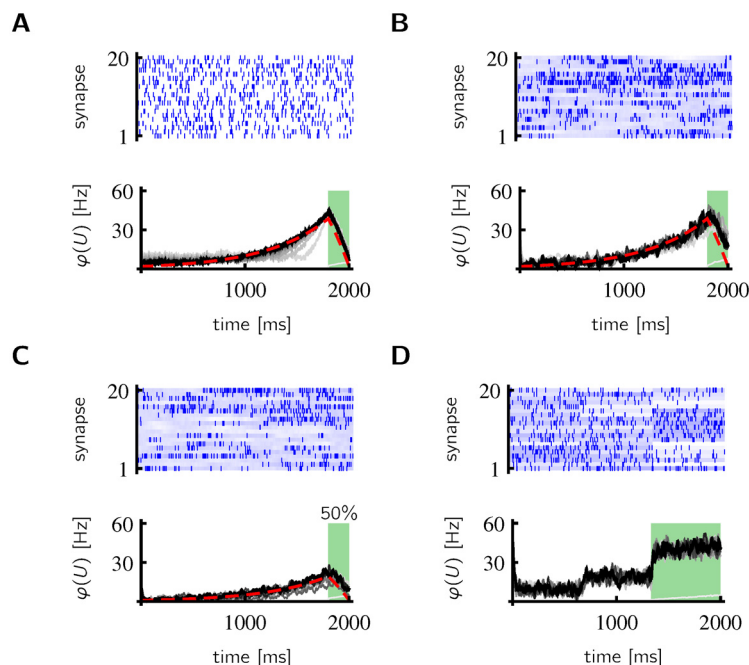 A
B
20
synapse
1
20
synapse
1
60
30
φ(U) [Hz]
1000
2000
time [ms]
60
30
φ(U) [Hz]
1000
2000
time [ms]
C
D
20
synapse
1
20
synapse
1
50%
60
30
φ(U) [Hz]
1000
2000
time [ms]
60
30
φ(U) [Hz]
1000
2000
time [ms]